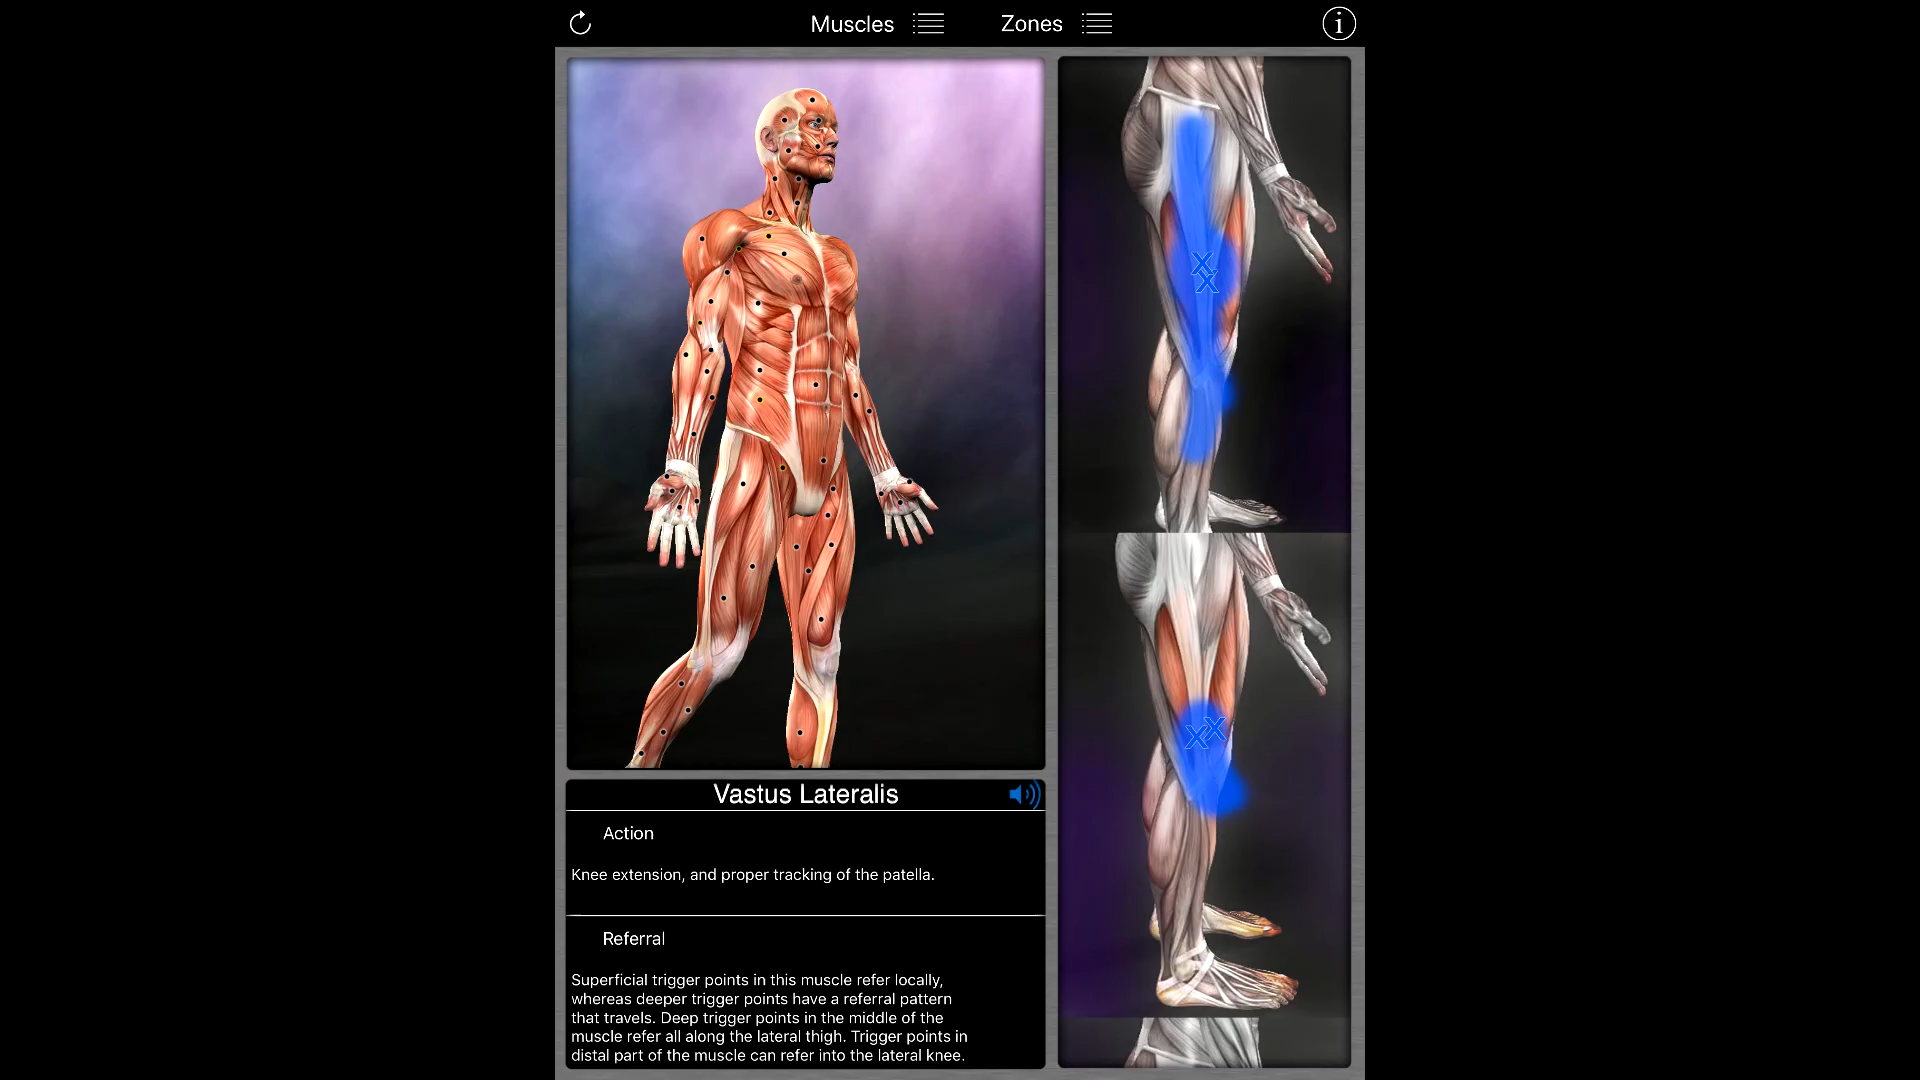 Muscles
Zones
i
X
X
X
X
Vastus Lateralis
Action
Knee extension, and proper tracking of the patella.
Referral
Superficial trigger points in this muscle refer locally,
whereas deeper trigger points have a referral pattern
that travels. Deep trigger points in the middle of the
muscle refer all along the lateral thigh. Trigger points in
distal part of the muscle can refer into the lateral knee.